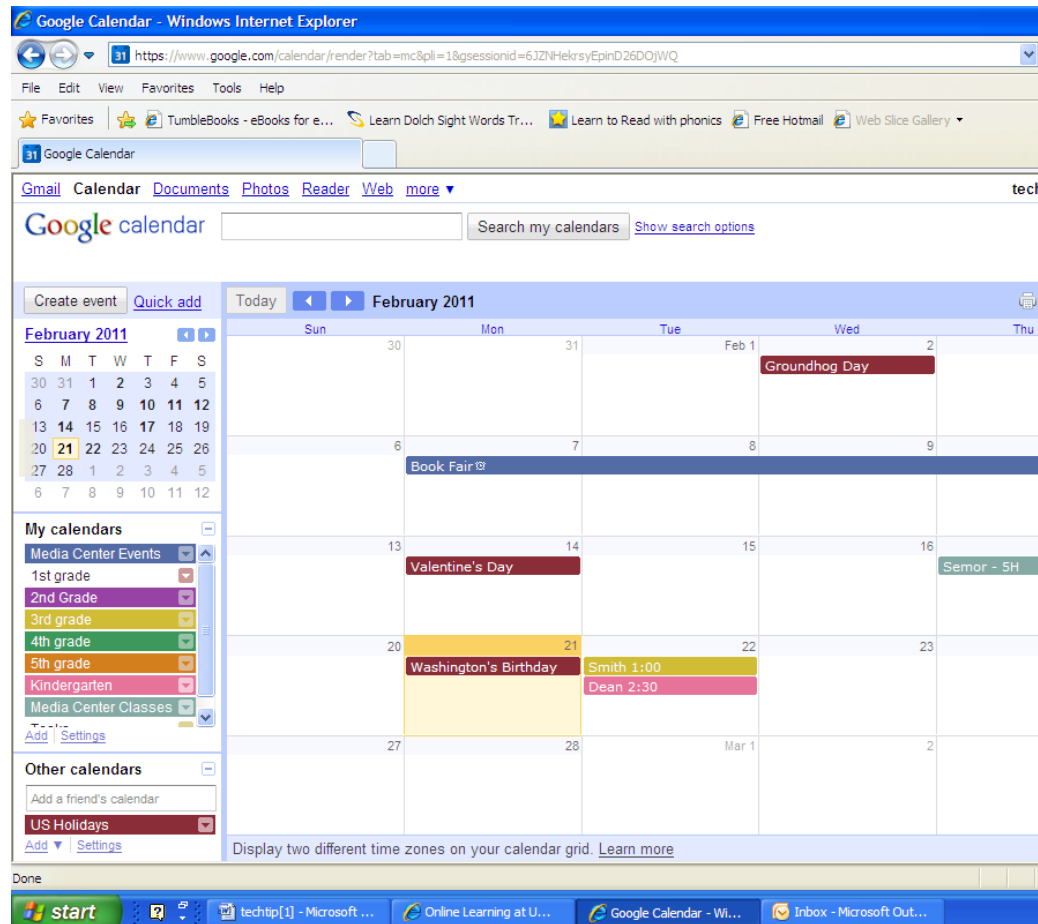 Google Calendar - Windows Internet Explorer
https://www.google.com/calendar/render?tab=mc&pli=1&gsessionid=6JZNHekrsyEpinD26DOjWQ
File Edit View Favorites Tools Help
Favorites TumbleBooks - eBooks for e... Learn Dolch Sight Words Tr... Learn to Read with phonics Free Hotmail Web Slice Gallery
31 Google Calendar
Gmail Calendar Documents Photos Reader Web more ▼ tech
Google calendar Search my calendars Show search options
Create event Quick add Today February 2011
February 2011
S M T W T F S
30 31 1 2 3 4 5
6 7 8 9 10 11 12
13 14 15 16 17 18 19
20 21 22 23 24 25 26
27 28 1 2 3 4 5
6 7 8 9 10 11 12
My calendars
Media Center Events
1st grade
2nd Grade
3rd grade
4th grade
5th grade
Kindergarten
Media Center Classes
Tasks
Add Settings
Other calendars
Add a friend's calendar
US Holidays
Add ▼ Settings
Sun Mon Tue Wed Thu
30 31 Feb 1 2
Groundhog Day
6 7 8 9
Book Fair
13 14 15 16
Valentine's Day Semor - 5H
20 21 22 23
Washington's Birthday Smith 1:00
Dean 2:30
27 28 Mar 1 2
Display two different time zones on your calendar grid. Learn more
Done
start techtip[1] - Microsoft ... Online Learning at U... Google Calendar - Wi... Inbox - Microsoft Out...